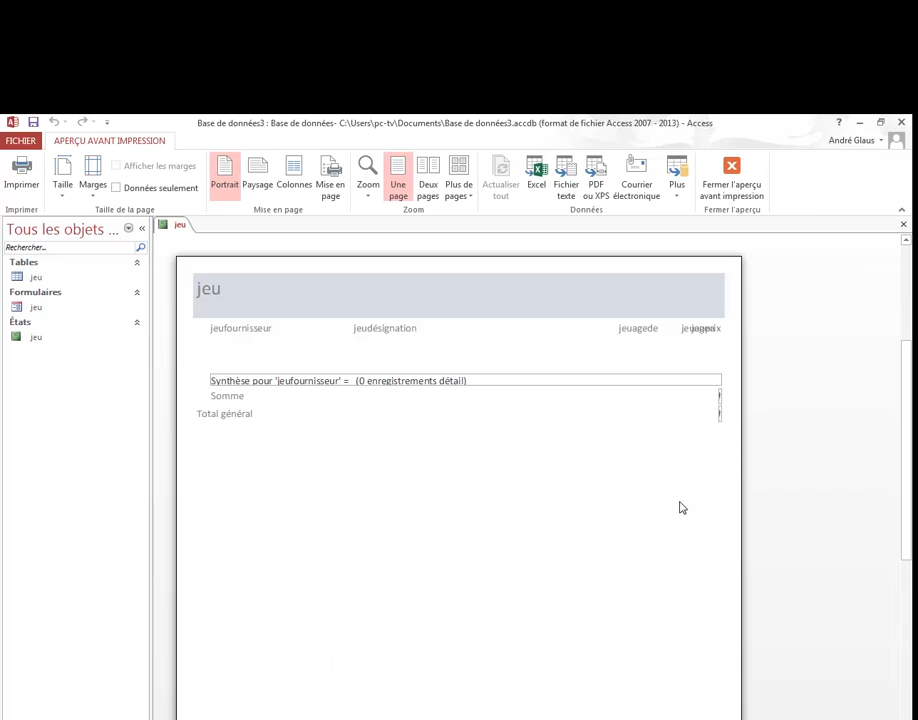 Base de données3 : Base de données- C:\Users\pc-tv\Documents\Base de données3.accdb (format de fichier Access 2007 - 2013) - Access
FICHIER APERÇU AVANT IMPRESSION André Glaus
Imprimer
Taille
Marges
Afficher les marges
Données seulement
Portrait
Paysage
Colonnes
Mise en page
Zoom
Une page
Deux pages
Plus de pages
Actualiser tout
Excel
Fichier texte
PDF ou XPS
Courrier électronique
Plus
Fermer l'aperçu avant impression
Imprimer Taille de la page Mise en page Zoom Données Fermer l'aperçu
Tous les objets ...
Rechercher...
Tables
jeu
Formulaires
jeu
États
jeu
jeu
jeu
jeufournisseur jeudésignation jeuagede
Synthèse pour 'jeufournisseur' = (0 enregistrements détail)
Somme
Total général